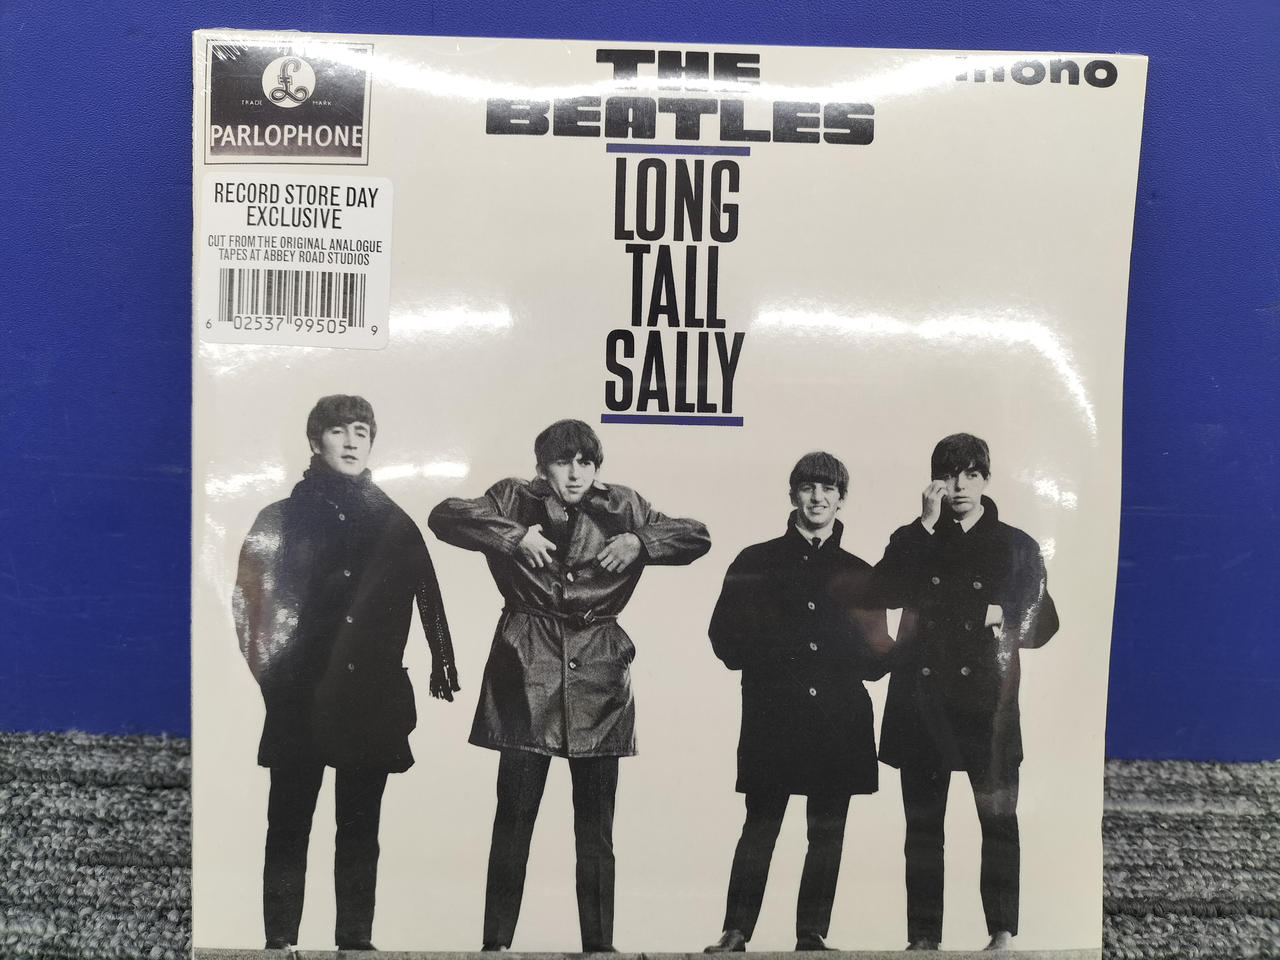 THE
BEATLES
mono
TRADE MARK
PARLOPHONE
RECORD STORE DAY
EXCLUSIVE
CUT FROM THE ORIGINAL ANALOGUE
TAPES AT ABBEY ROAD STUDIOS
6 02537 99505 9
LONG
TALL
SALLY